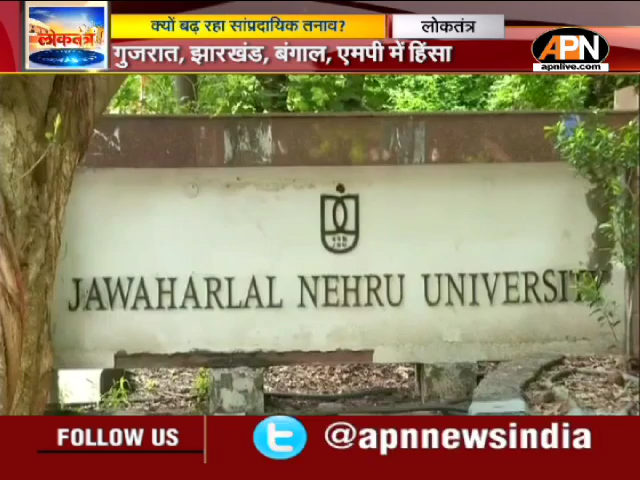 लोकतंत्र
क्यों बढ़ रहा सांप्रदायिक तनाव?
लोकतंत्र
गुजरात, झारखंड, बंगाल, एमपी में हिंसा
APN
apnlive.com
JAWAHARLAL NEHRU UNIVERSITY
FOLLOW US
@apnnewsindia